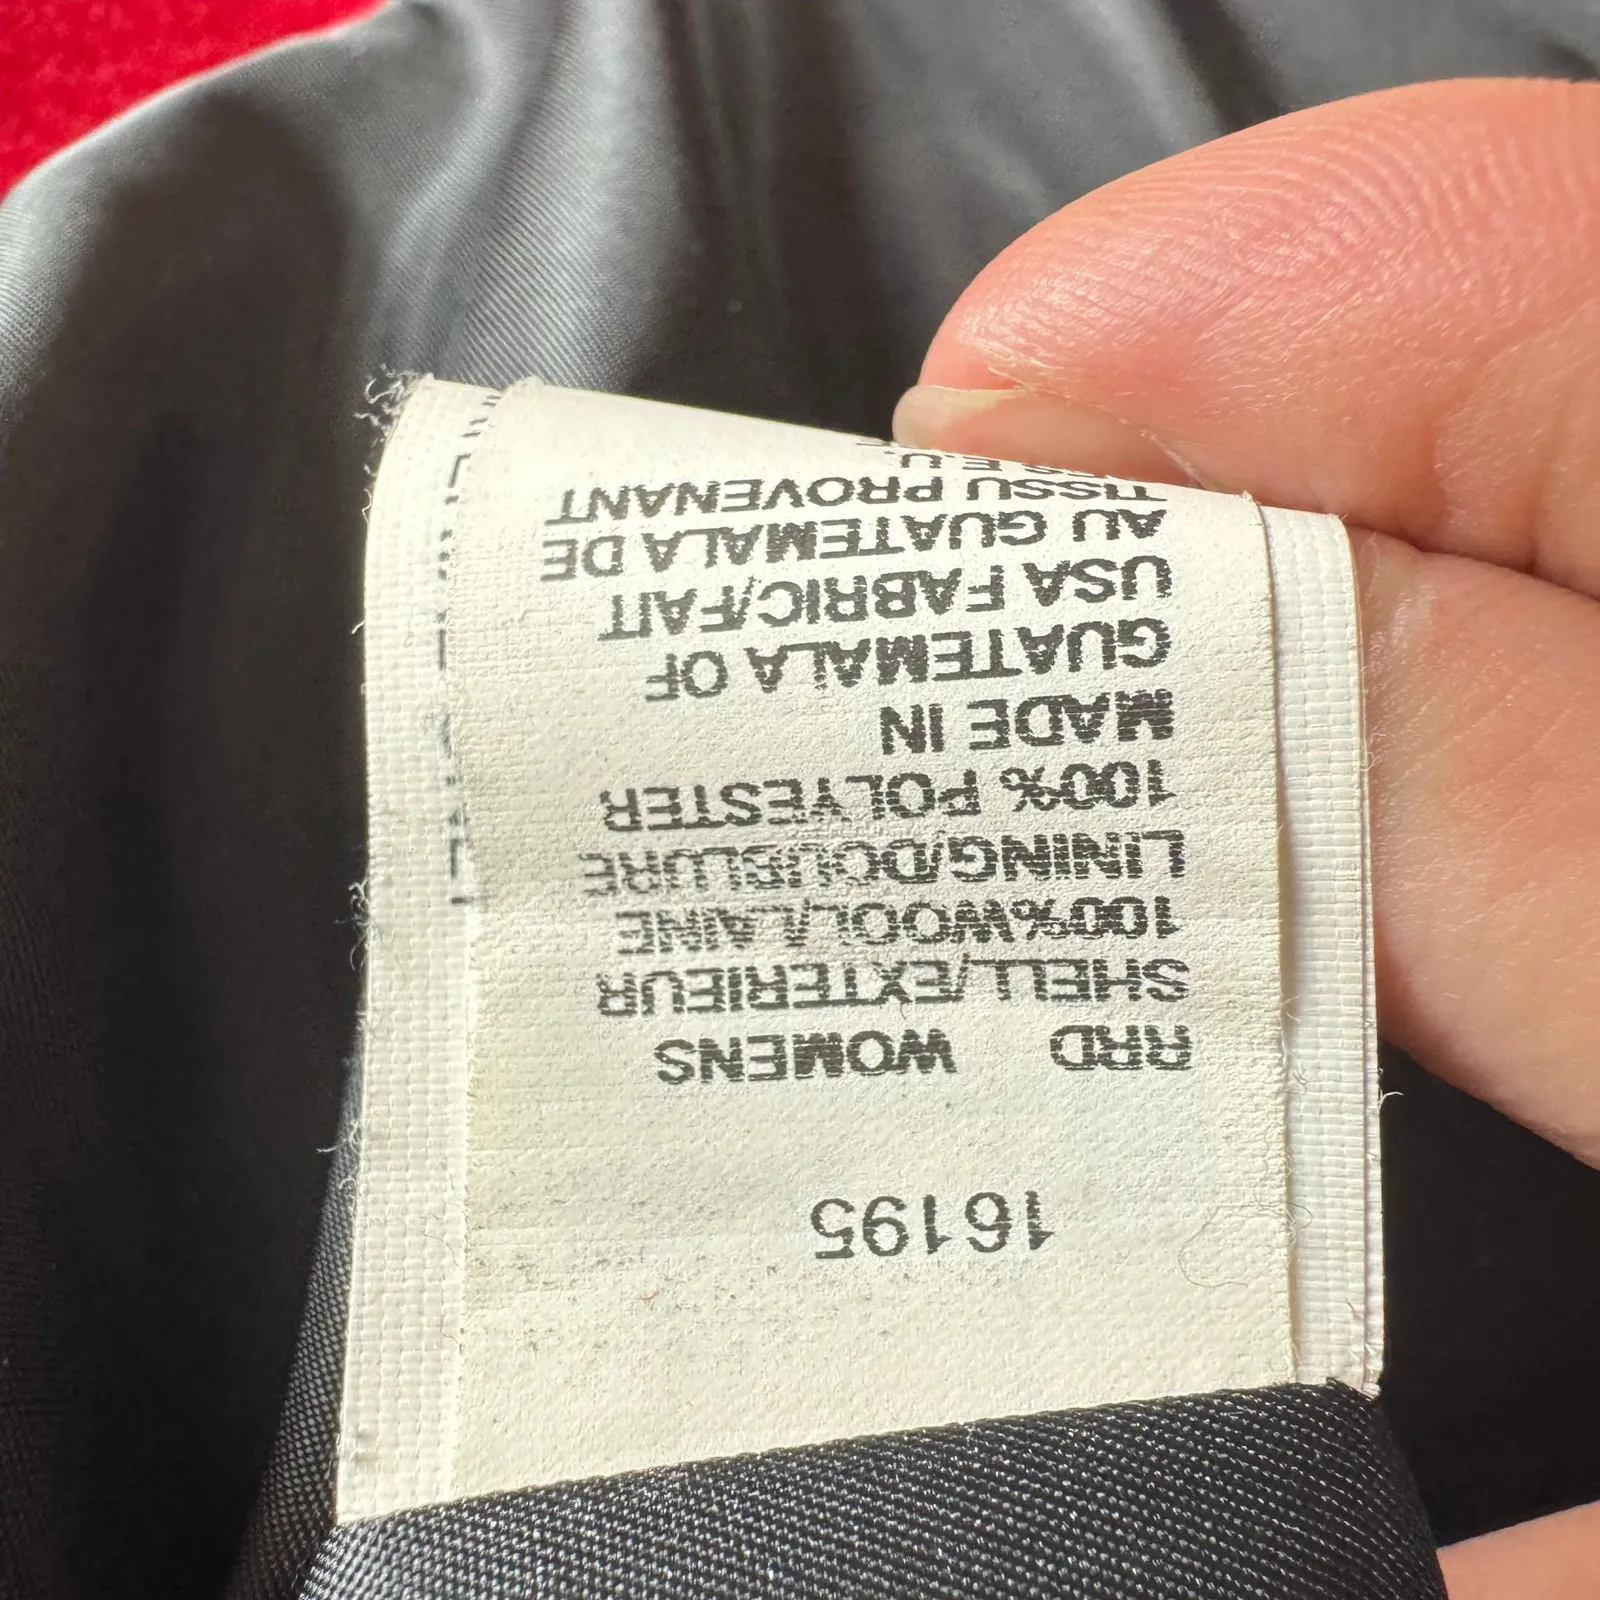 16195
RRD WOMENS
SHELL/EXTERIEUR
100%WOOL/LAINE
LINING/DOUBLURE
100% POLYESTER
MADE IN
GUATEMALA OF
USA FABRIC/FAIT
AU GUATEMALA DE
TISSU PROVENANT
E.U.